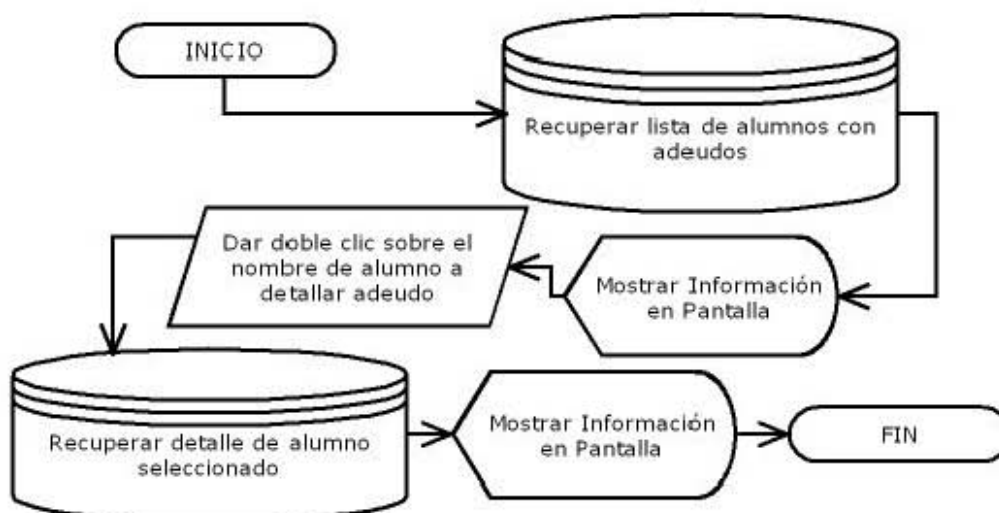 INICIO
Recuperar lista de alumnos con
adeudos
Dar doble clic sobre el
nombre de alumno a
detallar adeudo
Mostrar Información
en Pantalla
Recuperar detalle de alumno
seleccionado
Mostrar Información
en Pantalla
FIN